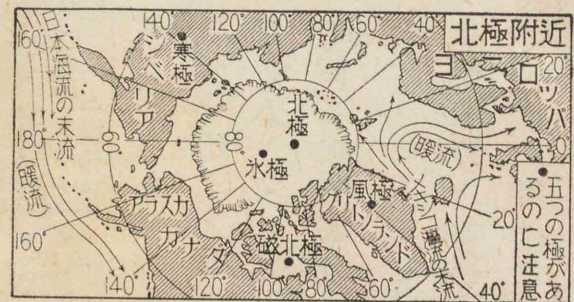 北極附近
140°
120°
100°
80°
60°
40°
20°
0°
160°
180°
160°
140°
120°
100°
80°
60°
40°
20°
60°
80°
日本海流の末流
(暖流)
シベリア
寒極
北極
氷極
ヨーロッパ
(暖流)
メキシコ湾流の末流
風極
グリーンランド
アラスカ
カナダ
磁北極
五つの極があ
るのに注意